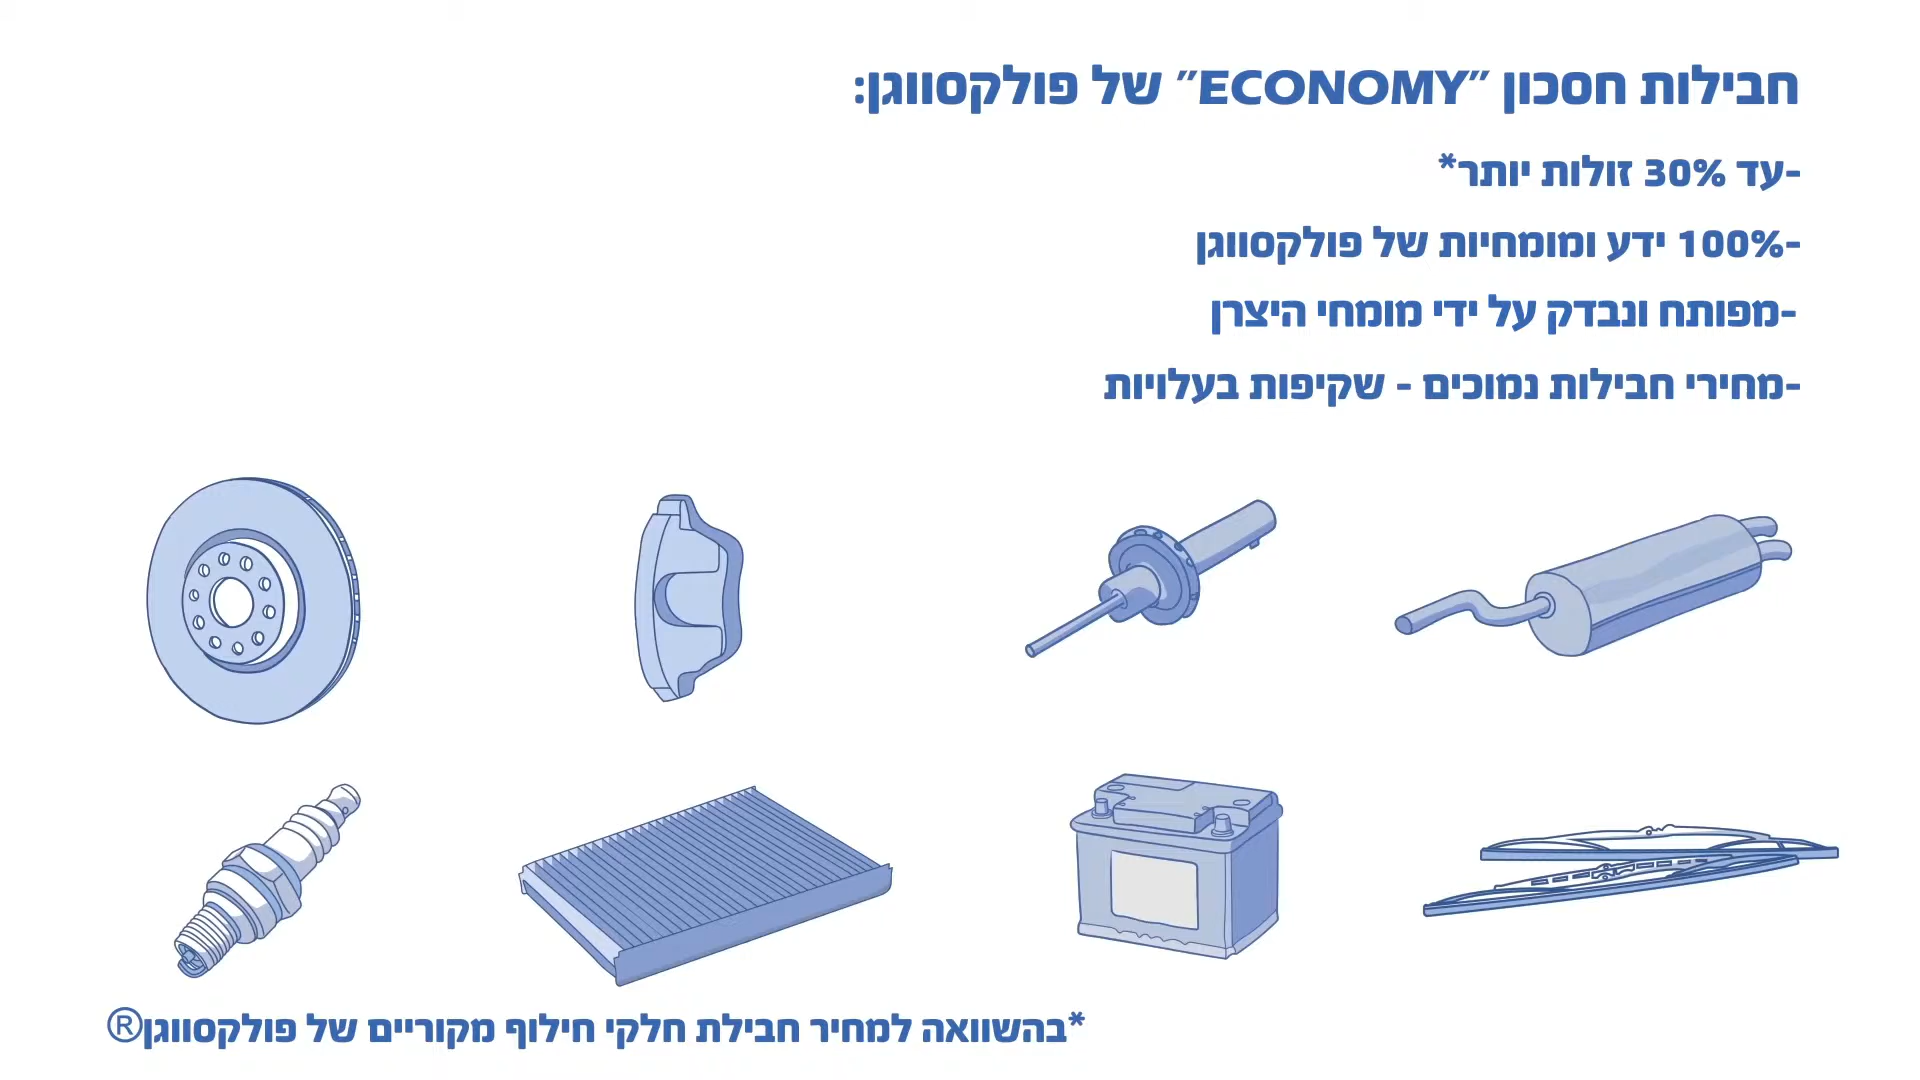 חבילות חסכון ״ECONOMY״ של פולקסווגן:
-עד 30% זולות יותר*
-100% ידע ומומחיות של פולקסווגן
-מפותח ונבדק על ידי מומחי היצרן
-מחירי חבילות נמוכים - שקיפות בעלויות
*בהשוואה למחיר חבילת חלקי חילוף מקוריים של פולקסווגן®